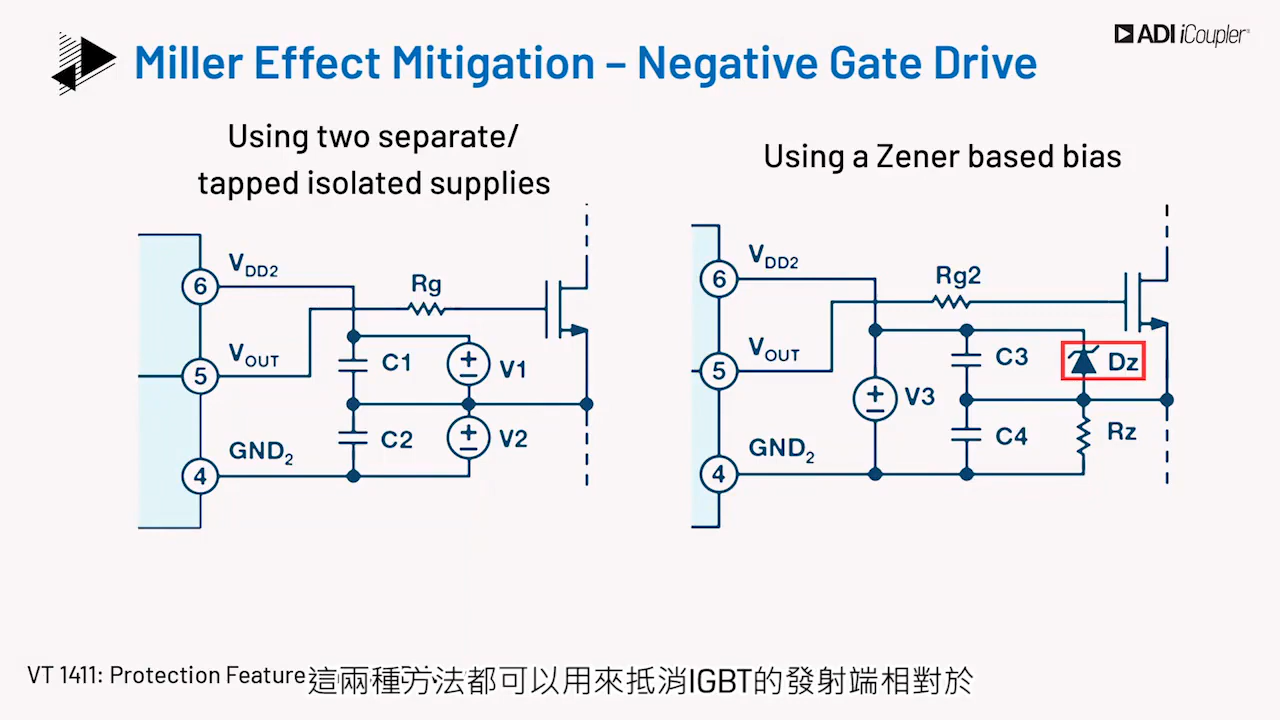 ADI iCoupler®
Miller Effect Mitigation – Negative Gate Drive
Using two separate/
tapped isolated supplies
6
VDD2
Rg
5
VOUT
C1
V1
C2
V2
GND2
4
Using a Zener based bias
6
VDD2
Rg2
5
VOUT
C3
Dz
V3
C4
Rz
GND2
4
VT 1411: Protection Feature
這兩種方法都可以用來抵消IGBT的發射端相對於